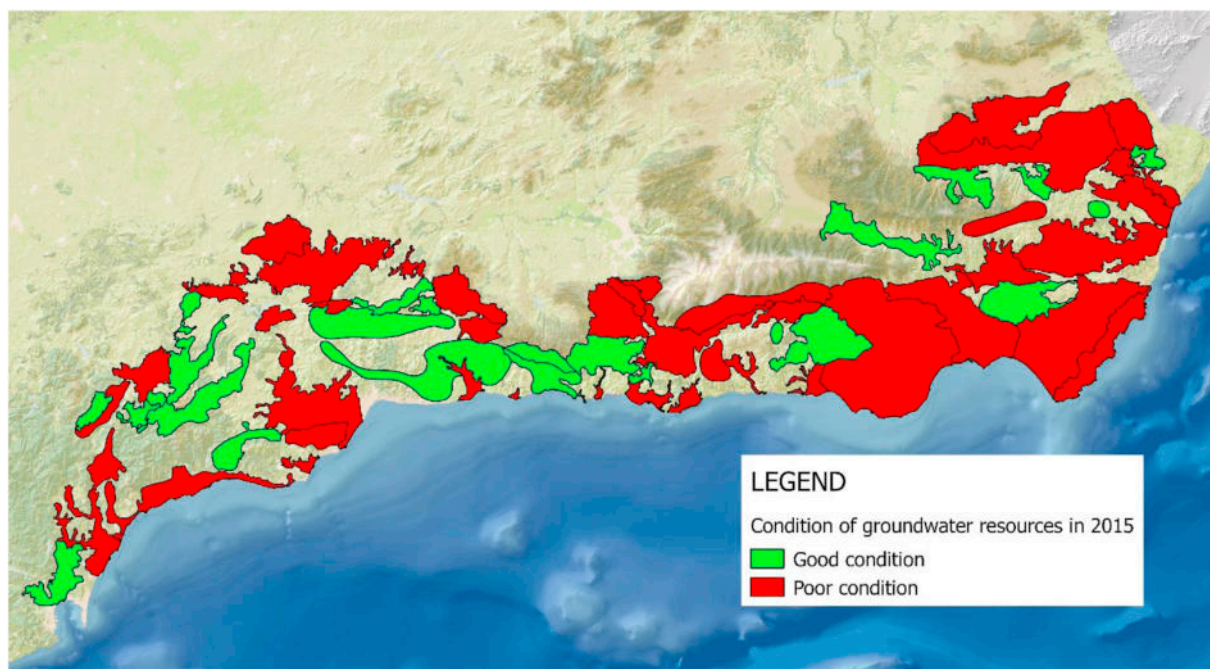 LEGEND
Condition of groundwater resources in 2015
Good condition
Poor condition